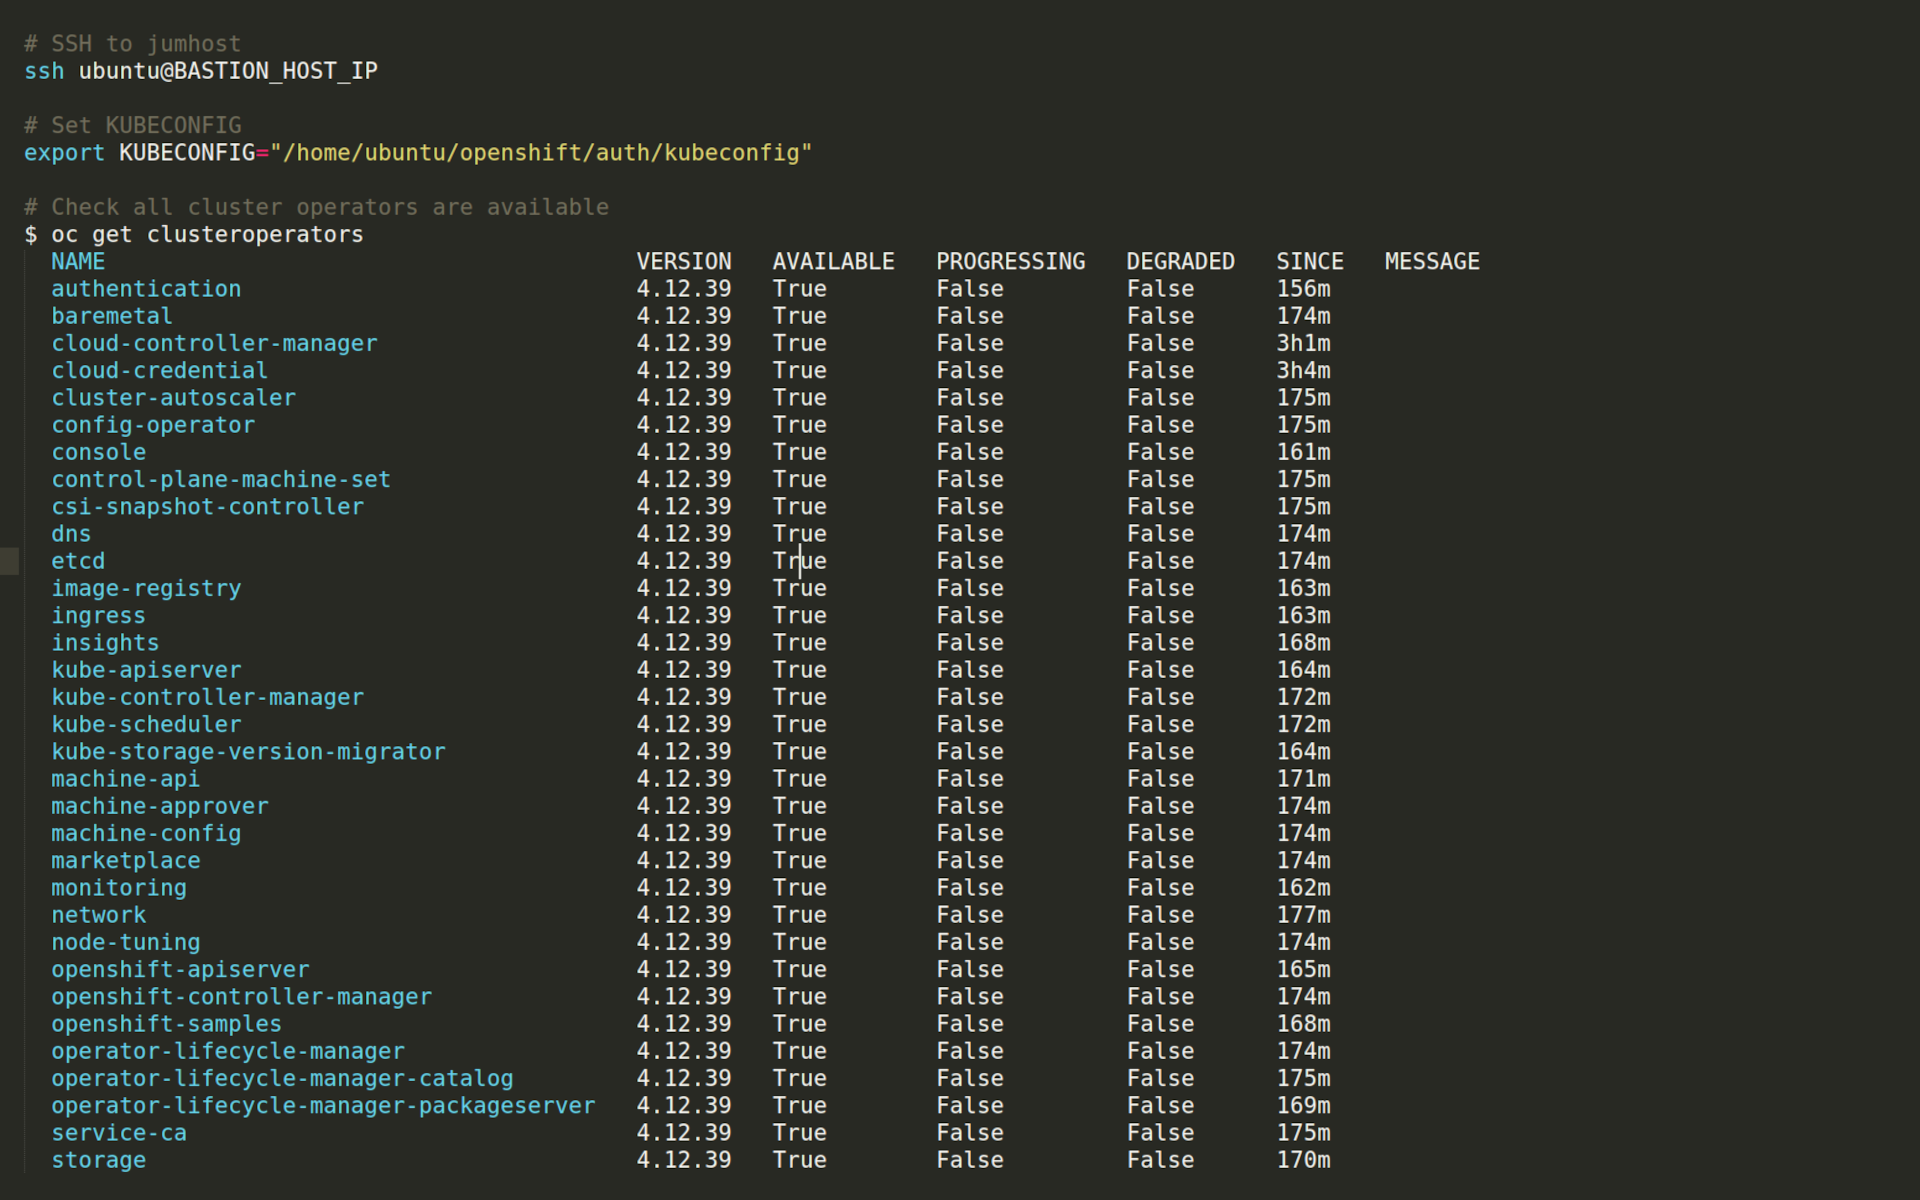 # SSH to jumhost
ssh ubuntu@BASTION_HOST_IP
# Set KUBECONFIG
export KUBECONFIG="/home/ubuntu/openshift/auth/kubeconfig"
# Check all cluster operators are available
$ oc get clusteroperators
NAME VERSION AVAILABLE PROGRESSING DEGRADED SINCE MESSAGE
authentication 4.12.39 True False False 156m
baremetal 4.12.39 True False False 174m
cloud-controller-manager 4.12.39 True False False 3h1m
cloud-credential 4.12.39 True False False 3h4m
cluster-autoscaler 4.12.39 True False False 175m
config-operator 4.12.39 True False False 175m
console 4.12.39 True False False 161m
control-plane-machine-set 4.12.39 True False False 175m
csi-snapshot-controller 4.12.39 True False False 175m
dns 4.12.39 True False False 174m
etcd 4.12.39 True False False 174m
image-registry 4.12.39 True False False 163m
ingress 4.12.39 True False False 163m
insights 4.12.39 True False False 168m
kube-apiserver 4.12.39 True False False 164m
kube-controller-manager 4.12.39 True False False 172m
kube-scheduler 4.12.39 True False False 172m
kube-storage-version-migrator 4.12.39 True False False 164m
machine-api 4.12.39 True False False 171m
machine-approver 4.12.39 True False False 174m
machine-config 4.12.39 True False False 174m
marketplace 4.12.39 True False False 174m
monitoring 4.12.39 True False False 162m
network 4.12.39 True False False 177m
node-tuning 4.12.39 True False False 174m
openshift-apiserver 4.12.39 True False False 165m
openshift-controller-manager 4.12.39 True False False 174m
openshift-samples 4.12.39 True False False 168m
operator-lifecycle-manager 4.12.39 True False False 174m
operator-lifecycle-manager-catalog 4.12.39 True False False 175m
operator-lifecycle-manager-packageserver 4.12.39 True False False 169m
service-ca 4.12.39 True False False 175m
storage 4.12.39 True False False 170m